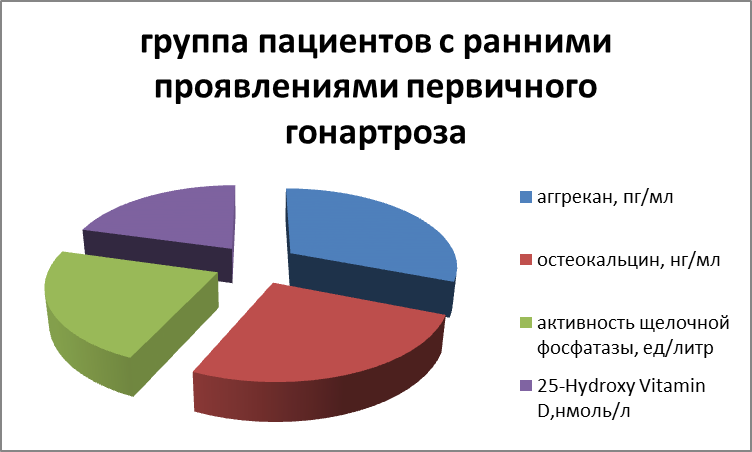 группа пациентов с ранними
проявлениями первичного
гонартроза
аггрекан, пг/мл
остеокальцин, нг/мл
активность щелочной
фосфатазы, ед/литр
25-Hydroxy Vitamin
D,нмоль/л